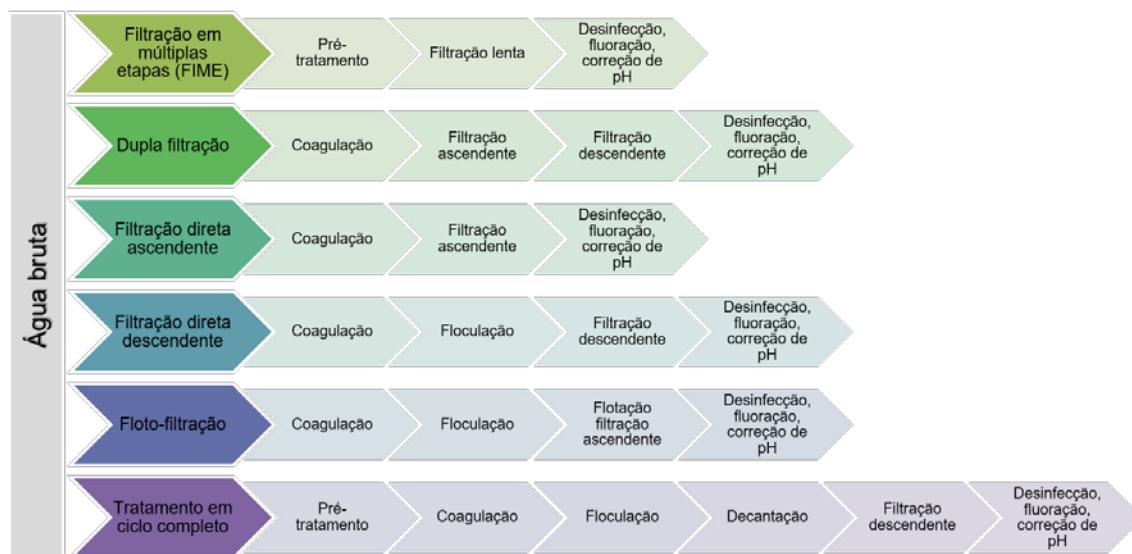 Água bruta
Filtração em
múltiplas
etapas (FIME)
Pré-
tratamento
Filtração lenta
Desinfecção,
fluoração,
correção de
pH
Dupla filtração
Coagulação
Filtração
ascendente
Filtração
descendente
Desinfecção,
fluoração,
correção de
pH
Filtração direta
ascendente
Coagulação
Filtração
ascendente
Desinfecção,
fluoração,
correção de
pH
Filtração direta
descendente
Coagulação
Floculação
Filtração
descendente
Desinfecção,
fluoração,
correção de
pH
Floto-filtração
Coagulação
Floculação
Flotação
filtração
ascendente
Desinfecção,
fluoração,
correção de
pH
Tratamento em
ciclo completo
Pré-
tratamento
Coagulação
Floculação
Decantação
Filtração
descendente
Desinfecção,
fluoração,
correção de
pH